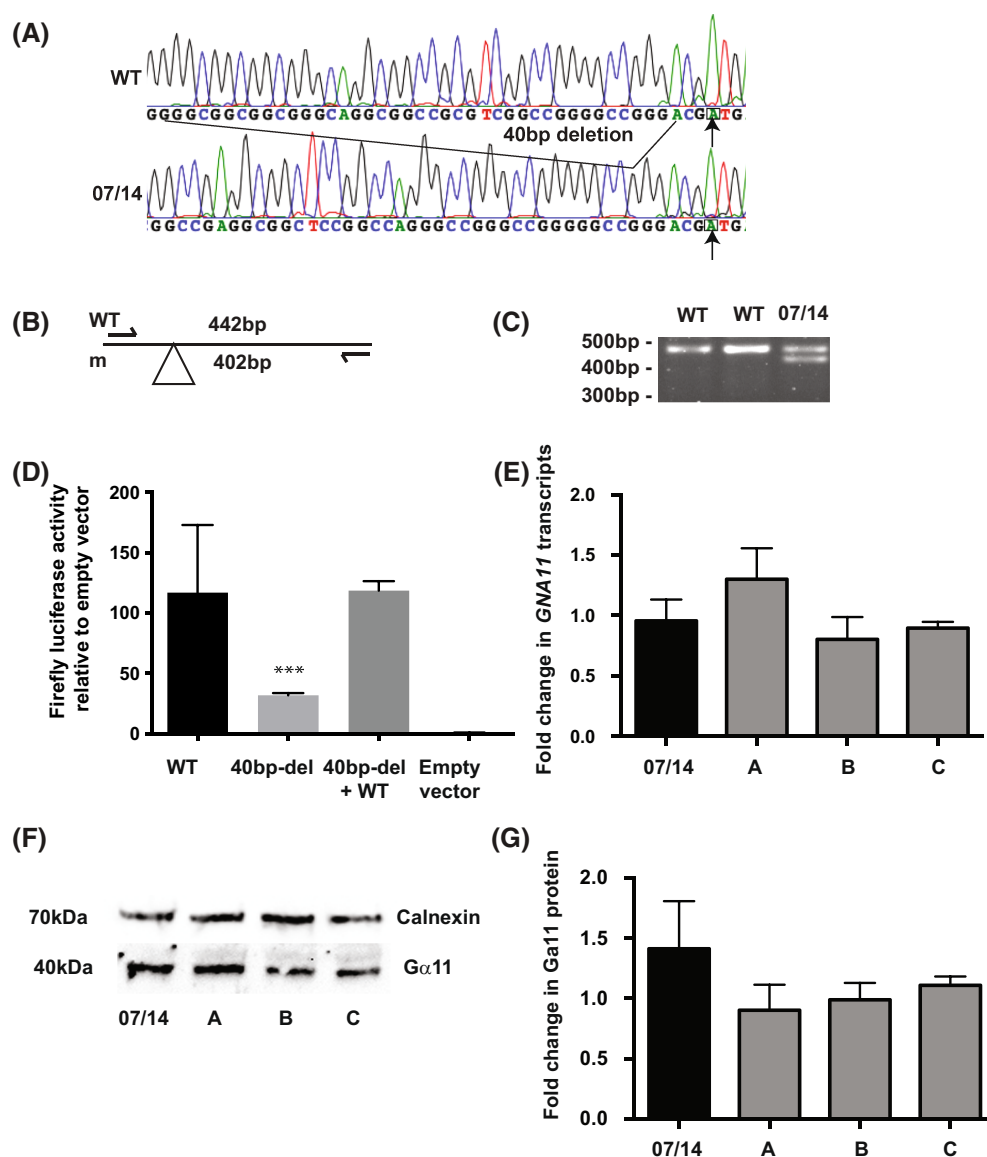 (A)
WT
GGGGCGGCGGCGGGCAGGCGGCCGCGTCGGCCGGGGCCGGGACGATG
40bp deletion
07/14
GGCCGAGGCGGCTCCGGCCAGGGCCGGGCCGGGGGCCGGGACGATG
(B)
WT
442bp
m
402bp
(C)
WT WT 07/14
500bp -
400bp -
300bp -
(D)
Firefly luciferase activity
relative to empty vector
200
150
100
50
0
WT
40bp-del
40bp-del
+ WT
Empty
vector
(E)
Fold change in GNA11 transcripts
2.0
1.5
1.0
0.5
0.0
07/14 A B C
(F)
70kDa Calnexin
40kDa Gα11
07/14 A B C
(G)
Fold change in Ga11 protein
2.0
1.5
1.0
0.5
0.0
07/14 A B C